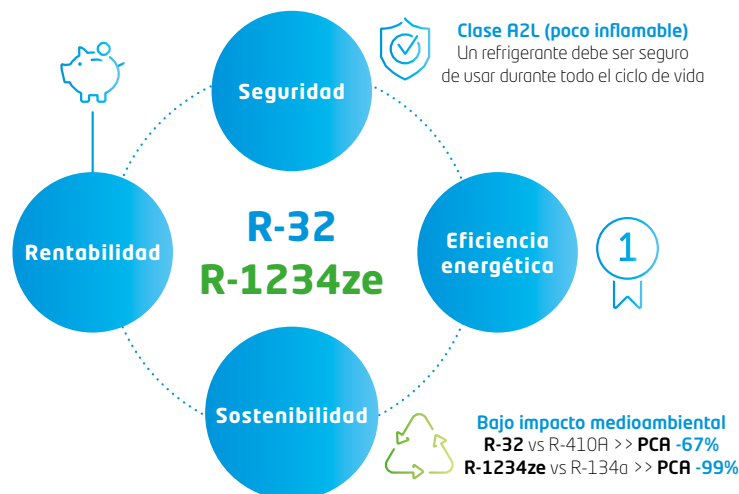 Clase A2L (poco inflamable)
Un refrigerante debe ser seguro
de usar durante todo el ciclo de vida
Seguridad
Rentabilidad
R-32
R-1234ze
Eficiencia
energética
1
Sostenibilidad
Bajo impacto medioambiental
R-32 vs R-410A >> PCA -67%
R-1234ze vs R-134a >> PCA -99%